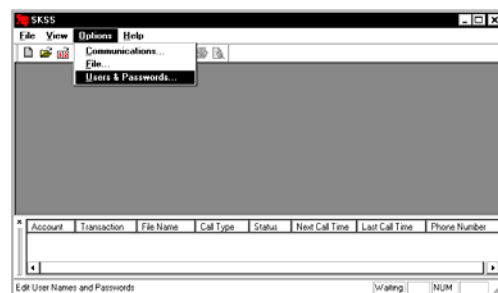 SKSS
File View Options Help
Communications...
File...
Users & Passwords...
Account Transaction File Name Call Type Status Next Call Time Last Call Time Phone Number
Edit User Names and Passwords Waiting NUM